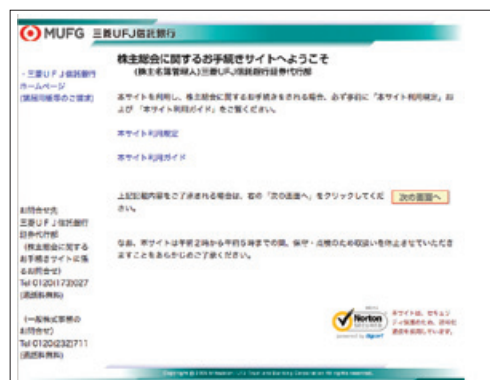 MUFG 三菱UFJ信託銀行
株主総会に関するお手続きサイトへようこそ
(株主名簿管理人)三菱UFJ信託銀行証券代行部
・三菱UFJ信託銀行
ホームページ
本サイトを利用し、株主総会に関するお手続きをされる場合、必ず事前に「本サイト利用規定」お
よび「本サイト利用ガイド」をご覧ください。
本サイト利用規定
本サイト利用ガイド
上記記載内容をご了承される場合は、右の「次の画面へ」をクリックしてくだ
さい。
次の画面へ
なお、本サイトは午前2時から午前5時までの間、保守・点検のため取扱いを休止させていただき
ますことをあらかじめご了承ください。
お問合せ先
三菱UFJ信託銀行
証券代行部
(株主総会に関する
お手続きサイトに係
るお問合せ)
Tel 0120(173)027
(通話料無料)
(一般株式事務の
お問合せ)
Tel 0120(232)711
(通話料無料)
Norton
SECURED
powered by
本サイトは、セキュリ